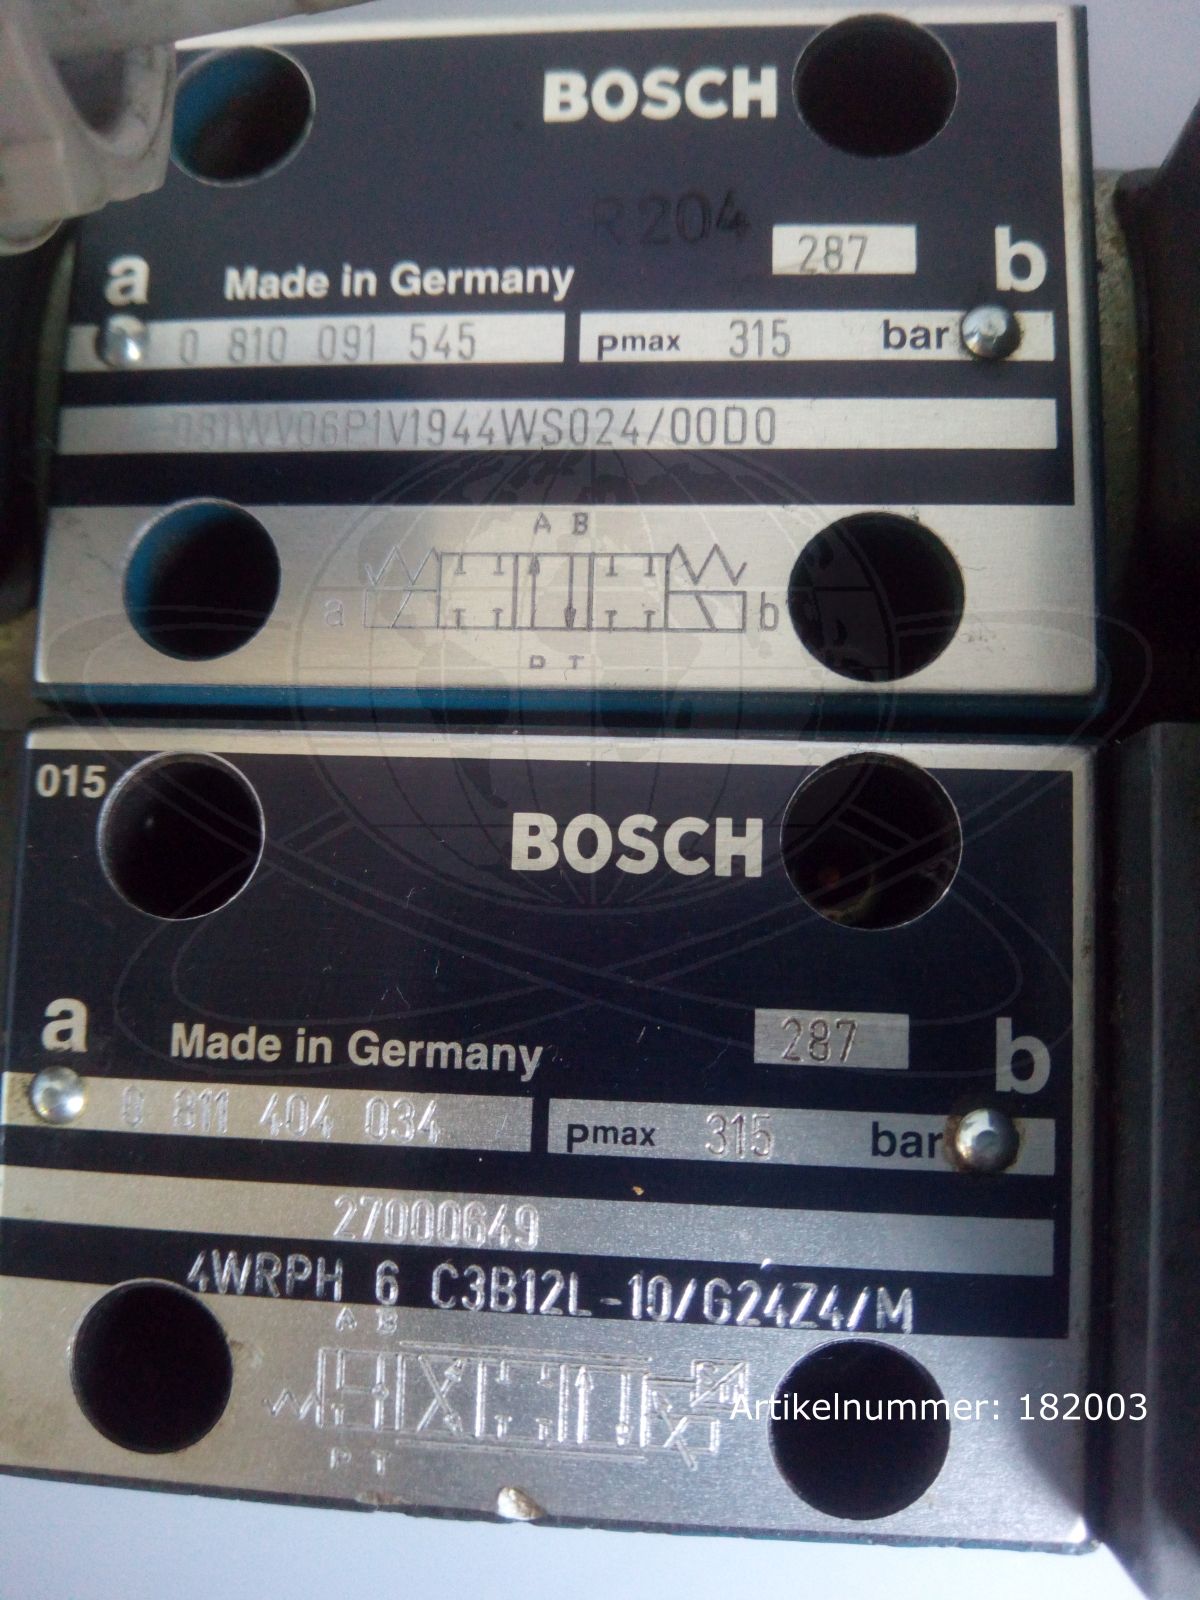 BOSCH
R204
287
a
Made in Germany
b
0 810 091 545
pmax 315 bar
081WV06P1V1944WS024/00D0
A B
a
b
P T
015
BOSCH
287
a
Made in Germany
b
0 811 404 034
pmax 315 bar
27000649
4WRPH 6 C3B12L-10/G24Z4/M
A B
P T
Artikelnummer: 182003